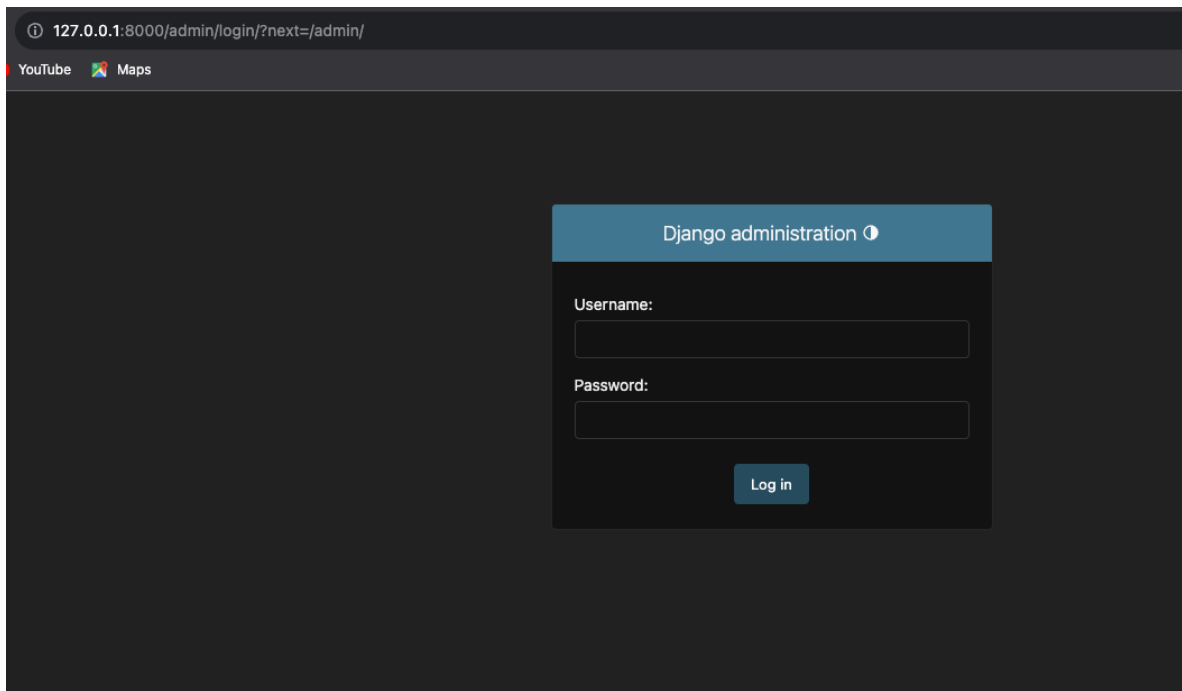 127.0.0.1:8000/admin/login/?next=/admin/
YouTube Maps
Django administration
Username:
Password:
Log in